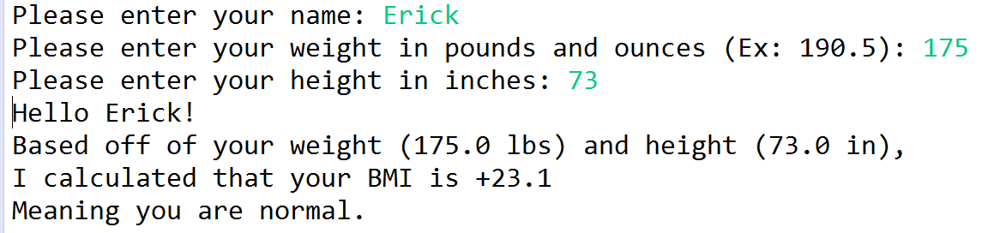 Please enter your name: Erick
Please enter your weight in pounds and ounces (Ex: 190.5): 175
Please enter your height in inches: 73
Hello Erick!
Based off of your weight (175.0 lbs) and height (73.0 in),
I calculated that your BMI is +23.1
Meaning you are normal.